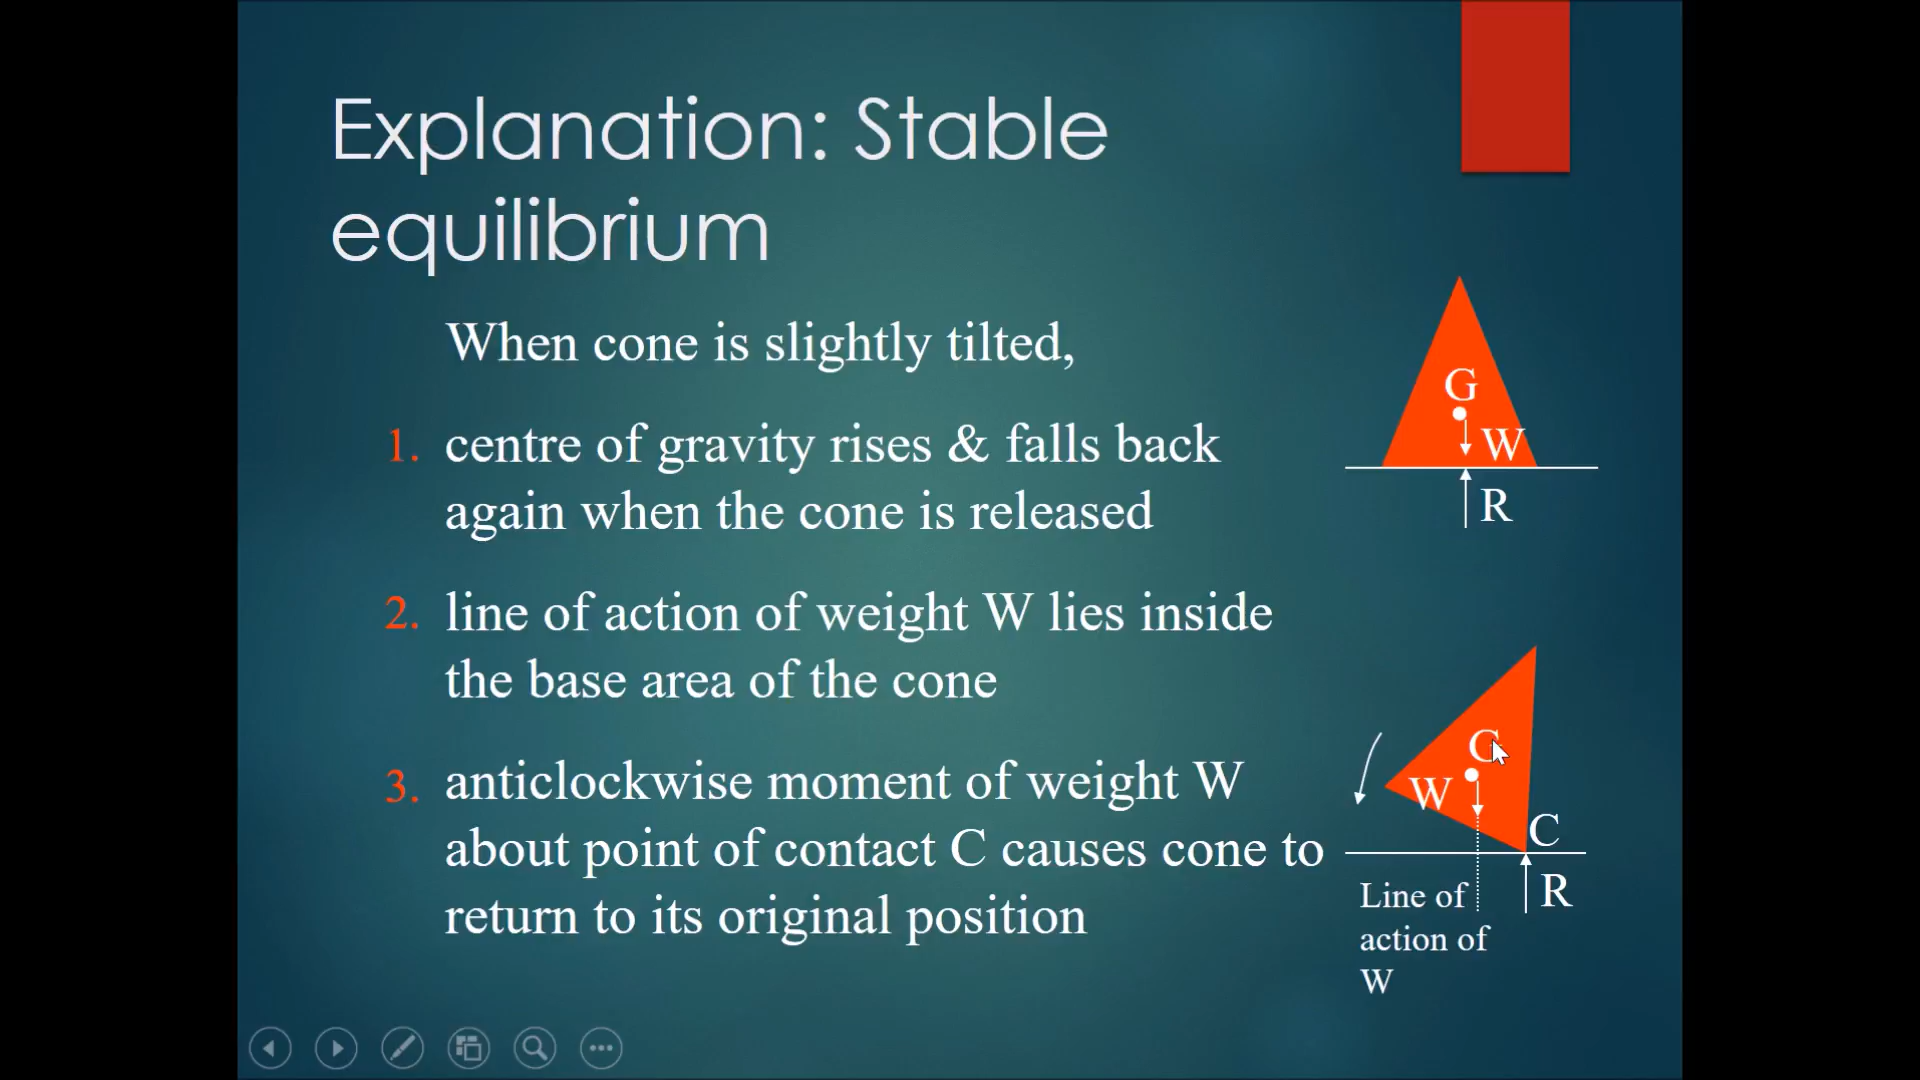 Explanation: Stable
equilibrium
When cone is slightly tilted,
1. centre of gravity rises & falls back
again when the cone is released
2. line of action of weight W lies inside
the base area of the cone
3. anticlockwise moment of weight W
about point of contact C causes cone to
return to its original position
G
W
R
G
W
C
R
Line of
action of
W